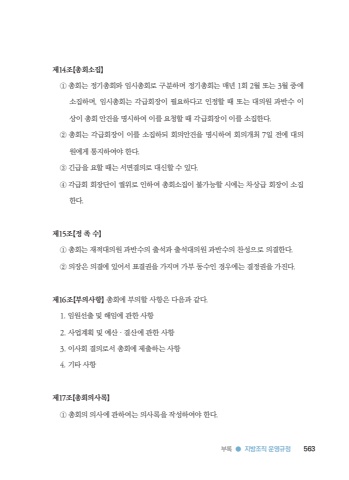 제14조【총회소집】
① 총회는 정기총회와 임시총회로 구분하며 정기총회는 매년 1회 2월 또는 3월 중에
소집하며, 임시총회는 각급회장이 필요하다고 인정할 때 또는 대의원 과반수 이
상이 총회 안건을 명시하여 이를 요청할 때 각급회장이 이를 소집한다.
② 총회는 각급회장이 이를 소집하되 회의안건을 명시하여 회의개최 7일 전에 대의
원에게 통지하여야 한다.
③ 긴급을 요할 때는 서면결의로 대신할 수 있다.
④ 각급회 회장단이 궐위로 인하여 총회소집이 불가능할 시에는 차상급 회장이 소집
한다.
제15조【정 족 수】
① 총회는 재적대의원 과반수의 출석과 출석대의원 과반수의 찬성으로 의결한다.
② 의장은 의결에 있어서 표결권을 가지며 가부 동수인 경우에는 결정권을 가진다.
제16조【부의사항】 총회에 부의할 사항은 다음과 같다.
1. 임원선출 및 해임에 관한 사항
2. 사업계획 및 예산 · 결산에 관한 사항
3. 이사회 결의로서 총회에 제출하는 사항
4. 기타 사항
제17조【총회의사록】
① 총회의 의사에 관하여는 의사록을 작성하여야 한다.
부록 ● 지방조직 운영규정 563